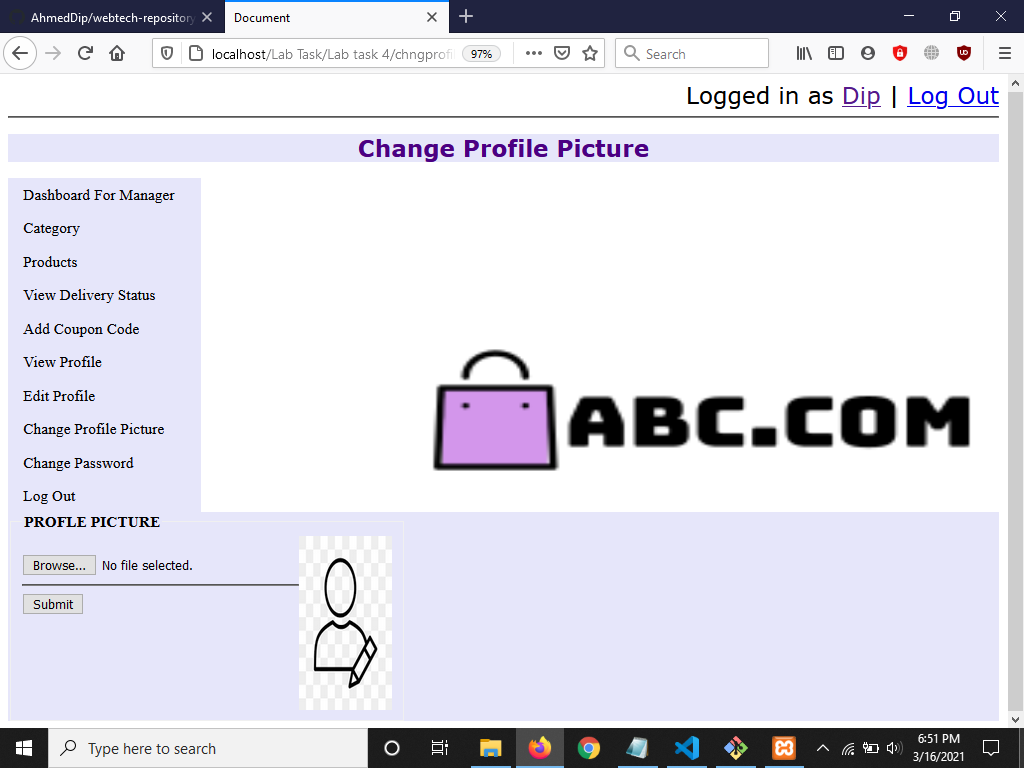 AhmedDip/webtech-repository
Document
localhost/Lab Task/Lab task 4/chngprofi
97%
Search
Logged in as Dip | Log Out
Change Profile Picture
Dashboard For Manager
Category
Products
View Delivery Status
Add Coupon Code
View Profile
Edit Profile
Change Profile Picture
Change Password
Log Out
ABC.COM
PROFLE PICTURE
Browse... No file selected.
Submit
Type here to search
6:51 PM
3/16/2021